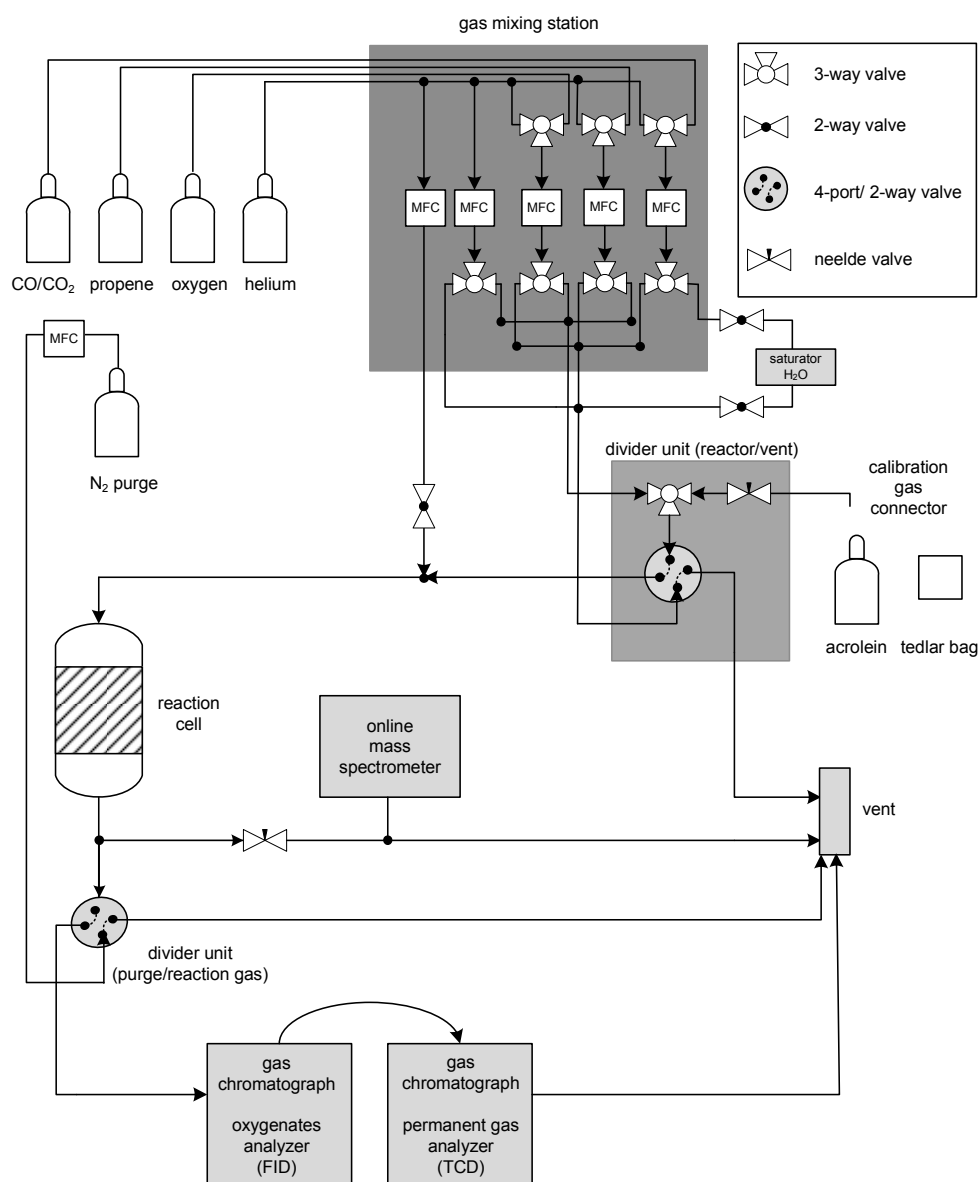 gas mixing station
3-way valve
2-way valve
4-port/ 2-way valve
neelde valve
CO/CO₂
propene
oxygen
helium
MFC
MFC
MFC
MFC
MFC
MFC
N₂ purge
saturator
H₂O
divider unit (reactor/vent)
calibration
gas
connector
acrolein
tedlar bag
reaction
cell
online
mass
spectrometer
vent
divider unit
(purge/reaction gas)
gas
chromatograph
oxygenates
analyzer
(FID)
gas
chromatograph
permanent gas
analyzer
(TCD)